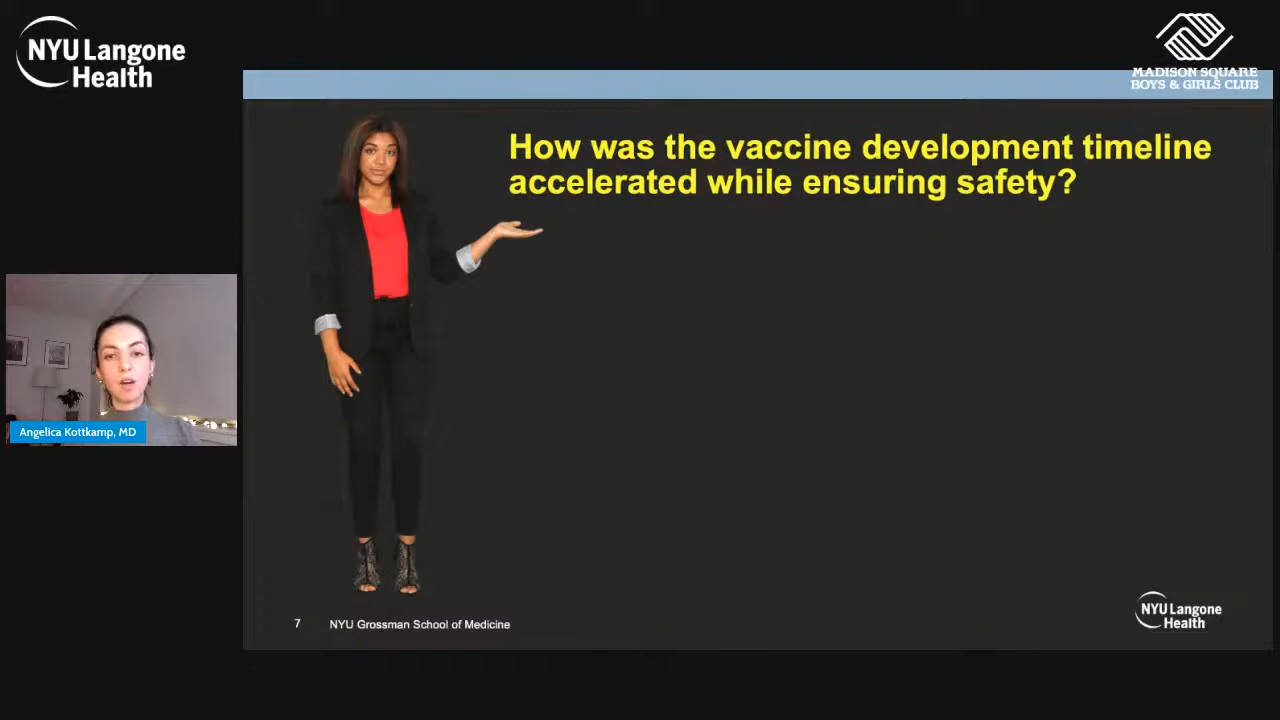 NYU Langone
Health
MADISON SQUARE
BOYS & GIRLS CLUB
How was the vaccine development timeline
accelerated while ensuring safety?
Angelica Kottkamp, MD
7 NYU Grossman School of Medicine
NYU Langone
Health